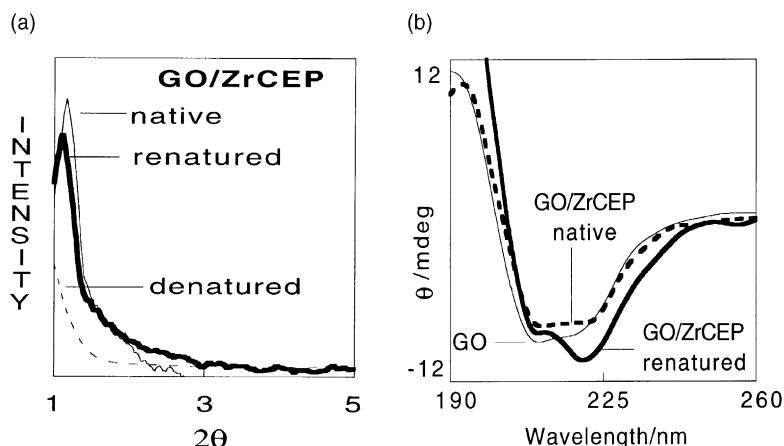 (a)
GO/ZrCEP
native
renatured
denatured
INTENSITY
1 3 5
2θ
(b)
12
GO/ZrCEP
native
GO
GO/ZrCEP
renatured
-12
θ /mdeg
190 225 260
Wavelength/nm